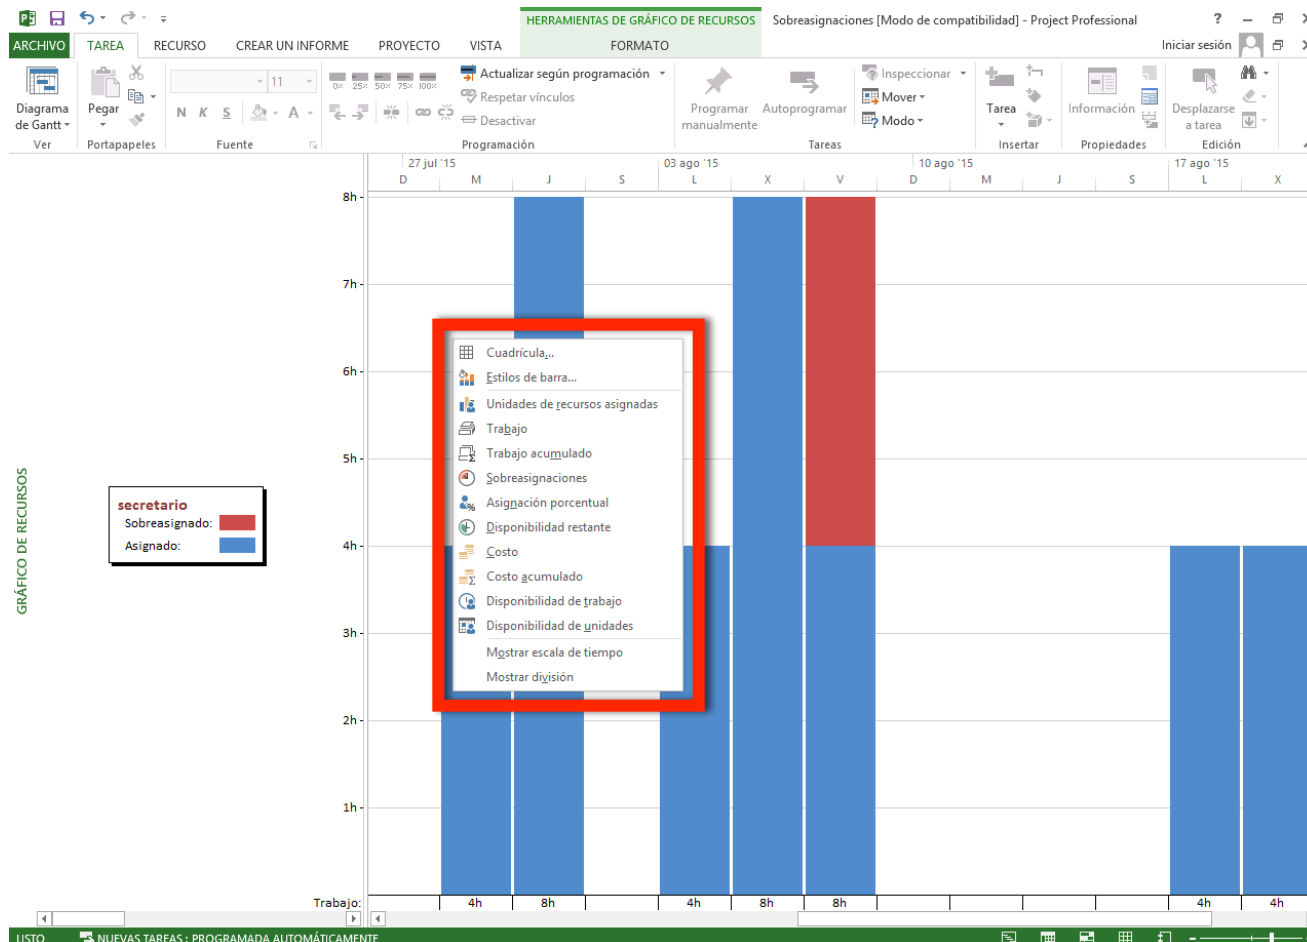 HERRAMIENTAS DE GRÁFICO DE RECURSOS Sobreasignaciones [Modo de compatibilidad] - Project Professional
ARCHIVO TAREA RECURSO CREAR UN INFORME PROYECTO VISTA FORMATO Iniciar sesión
11 0% 25% 50% 75% 100% Actualizar según programación Inspeccionar
Respetar vínculos Mover
Diagrama de Gantt Pegar N K S A Desactivar Programar manualmente Autoprogramar Modo Tarea Información Desplazarse a tarea
Ver Portapapeles Fuente Programación Tareas Insertar Propiedades Edición
27 jul '15 03 ago '15 10 ago '15 17 ago '15
D M J S L X V D M J S L X
8h
7h
6h
5h
4h
3h
2h
1h
GRÁFICO DE RECURSOS
secretario
Sobreasignado:
Asignado:
Cuadrícula...
Estilos de barra...
Unidades de recursos asignadas
Trabajo
Trabajo acumulado
Sobreasignaciones
Asignación porcentual
Disponibilidad restante
Costo
Costo acumulado
Disponibilidad de trabajo
Disponibilidad de unidades
Mostrar escala de tiempo
Mostrar división
Trabajo: 4h 8h 4h 8h 8h 4h 4h
LISTO NUEVAS TAREAS : PROGRAMADA AUTOMÁTICAMENTE